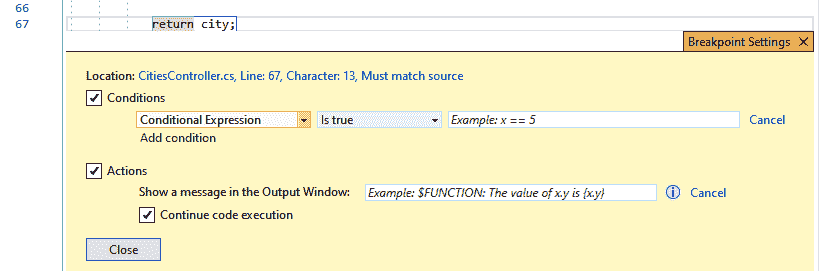 66
67 return city;
Breakpoint Settings ×
Location: CitiesController.cs, Line: 67, Character: 13, Must match source
Conditions
Conditional Expression Is true Example: x == 5 Cancel
Add condition
Actions
Show a message in the Output Window: Example: $FUNCTION: The value of x.y is {x.y} Cancel
Continue code execution
Close